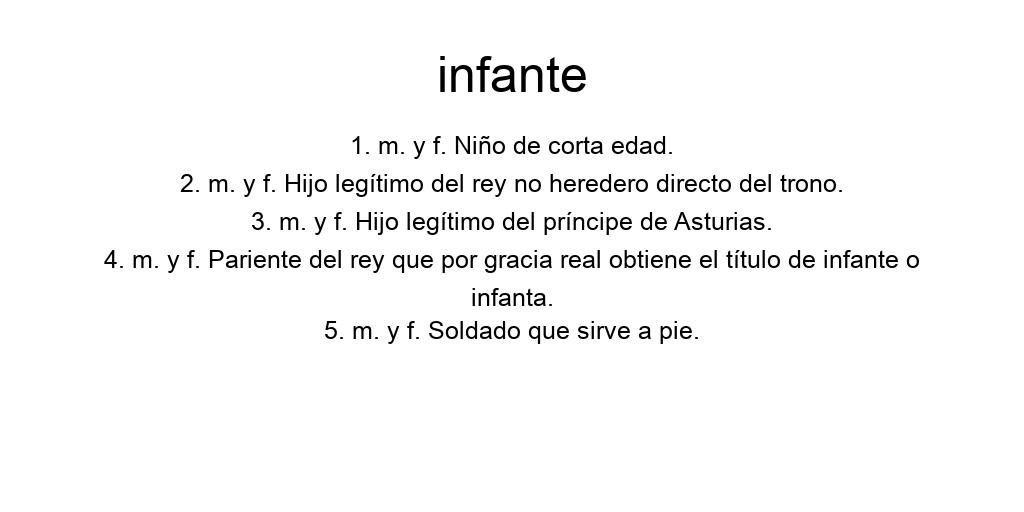 infante
1. m. y f. Niño de corta edad.
2. m. y f. Hijo legítimo del rey no heredero directo del trono.
3. m. y f. Hijo legítimo del príncipe de Asturias.
4. m. y f. Pariente del rey que por gracia real obtiene el título de infante o
infanta.
5. m. y f. Soldado que sirve a pie.